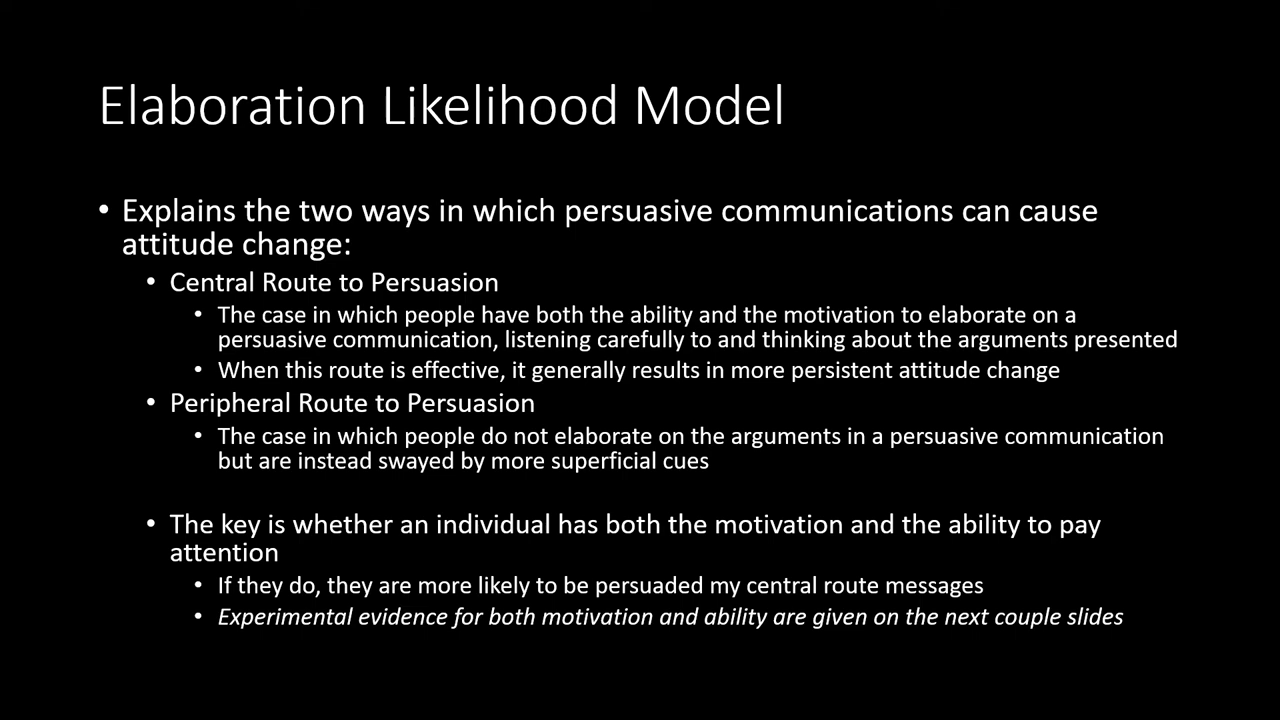 Elaboration Likelihood Model
• Explains the two ways in which persuasive communications can cause
attitude change:
• Central Route to Persuasion
• The case in which people have both the ability and the motivation to elaborate on a
persuasive communication, listening carefully to and thinking about the arguments presented
• When this route is effective, it generally results in more persistent attitude change
• Peripheral Route to Persuasion
• The case in which people do not elaborate on the arguments in a persuasive communication
but are instead swayed by more superficial cues
• The key is whether an individual has both the motivation and the ability to pay
attention
• If they do, they are more likely to be persuaded my central route messages
• Experimental evidence for both motivation and ability are given on the next couple slides